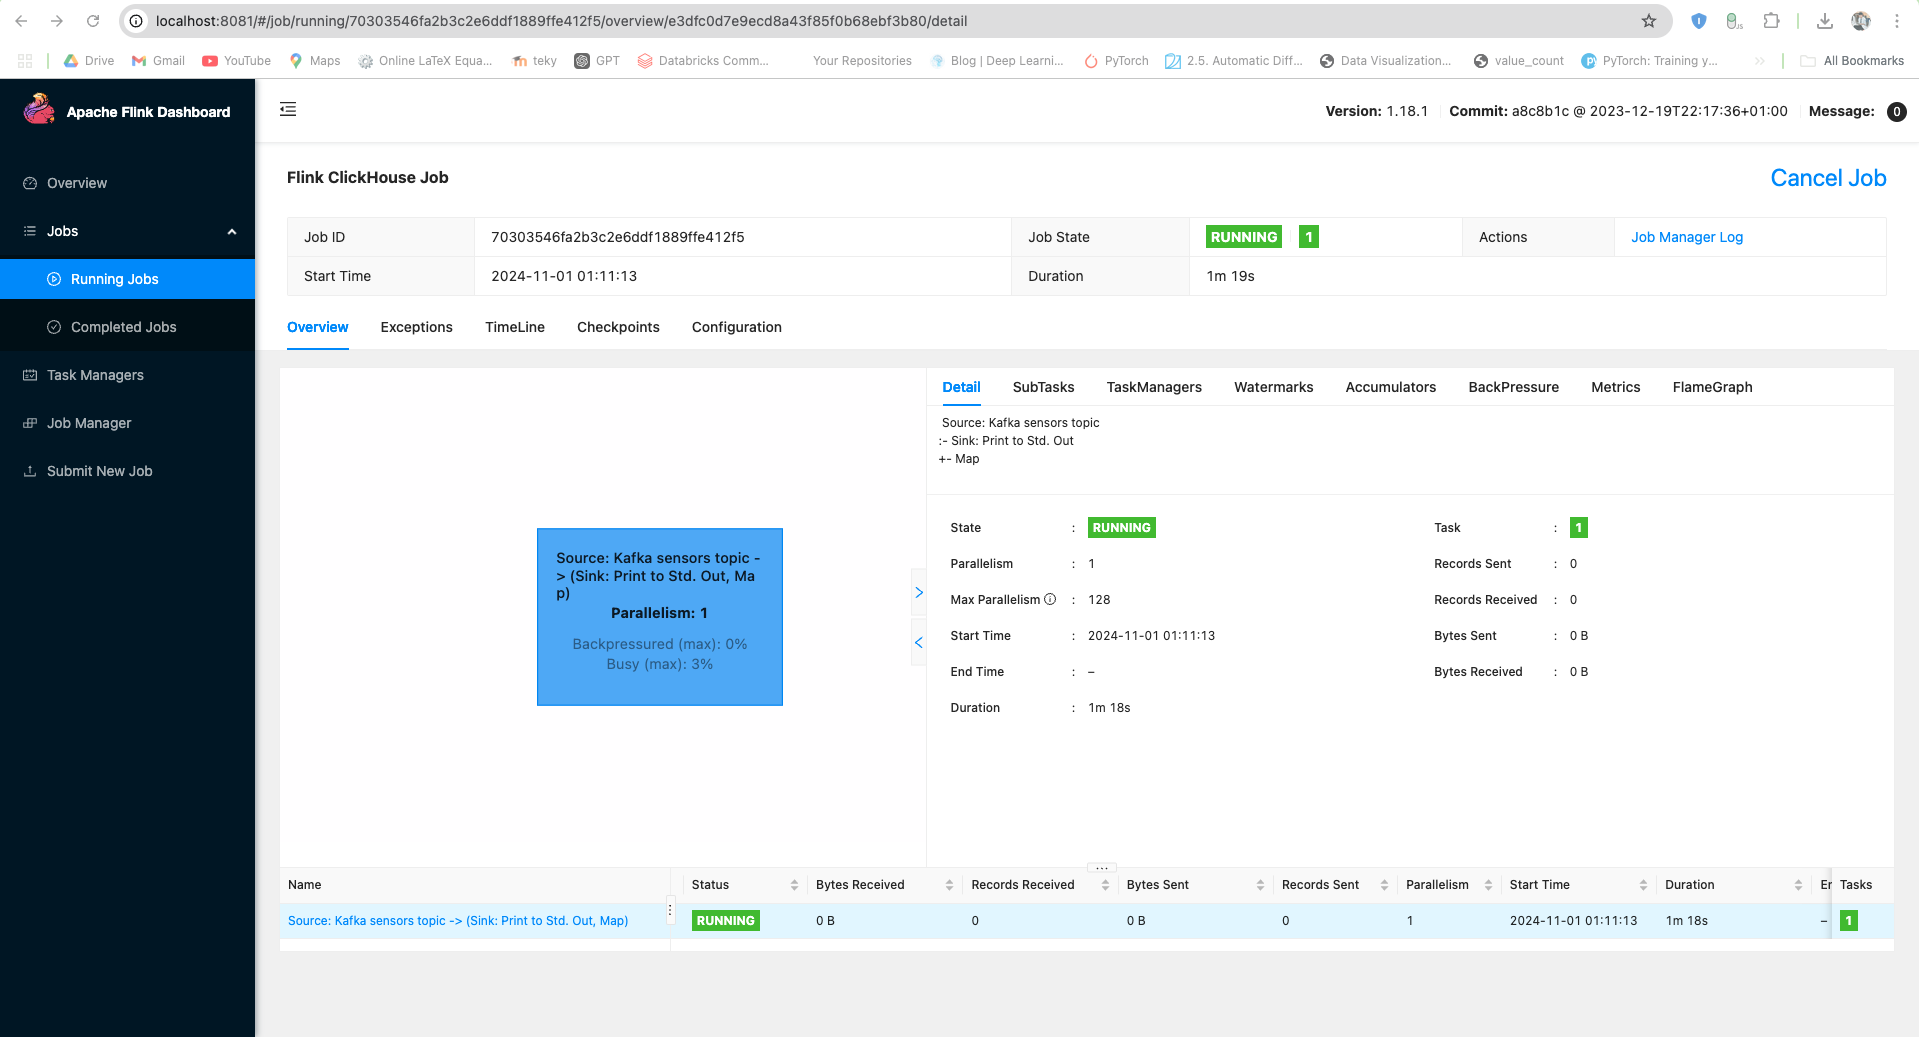 localhost:8081/#/job/running/70303546fa2b3c2e6ddf1889ffe412f5/overview/e3dfc0d7e9ecd8a43f85f0b68ebf3b80/detail
Drive Gmail YouTube Maps Online LaTeX Equa... teky GPT Databricks Comm... Your Repositories Blog | Deep Learni... PyTorch 2.5. Automatic Diff... Data Visualization... value_count PyTorch: Training y... All Bookmarks
Apache Flink Dashboard
Version: 1.18.1 Commit: a8c8b1c @ 2023-12-19T22:17:36+01:00 Message: 0
Overview
Jobs
Running Jobs
Completed Jobs
Task Managers
Job Manager
Submit New Job
Flink ClickHouse Job Cancel Job
Job ID 70303546fa2b3c2e6ddf1889ffe412f5 Job State RUNNING 1 Actions Job Manager Log
Start Time 2024-11-01 01:11:13 Duration 1m 19s
Overview Exceptions TimeLine Checkpoints Configuration
Source: Kafka sensors topic -
> (Sink: Print to Std. Out, Ma
p)
Parallelism: 1
Backpressured (max): 0%
Busy (max): 3%
Detail SubTasks TaskManagers Watermarks Accumulators BackPressure Metrics FlameGraph
Source: Kafka sensors topic
:- Sink: Print to Std. Out
+- Map
State : RUNNING Task : 1
Parallelism : 1 Records Sent : 0
Max Parallelism : 128 Records Received : 0
Start Time : 2024-11-01 01:11:13 Bytes Sent : 0 B
End Time : – Bytes Received : 0 B
Duration : 1m 18s
Name Status Bytes Received Records Received Bytes Sent Records Sent Parallelism Start Time Duration Er Tasks
Source: Kafka sensors topic -> (Sink: Print to Std. Out, Map) RUNNING 0 B 0 0 B 0 1 2024-11-01 01:11:13 1m 18s – 1